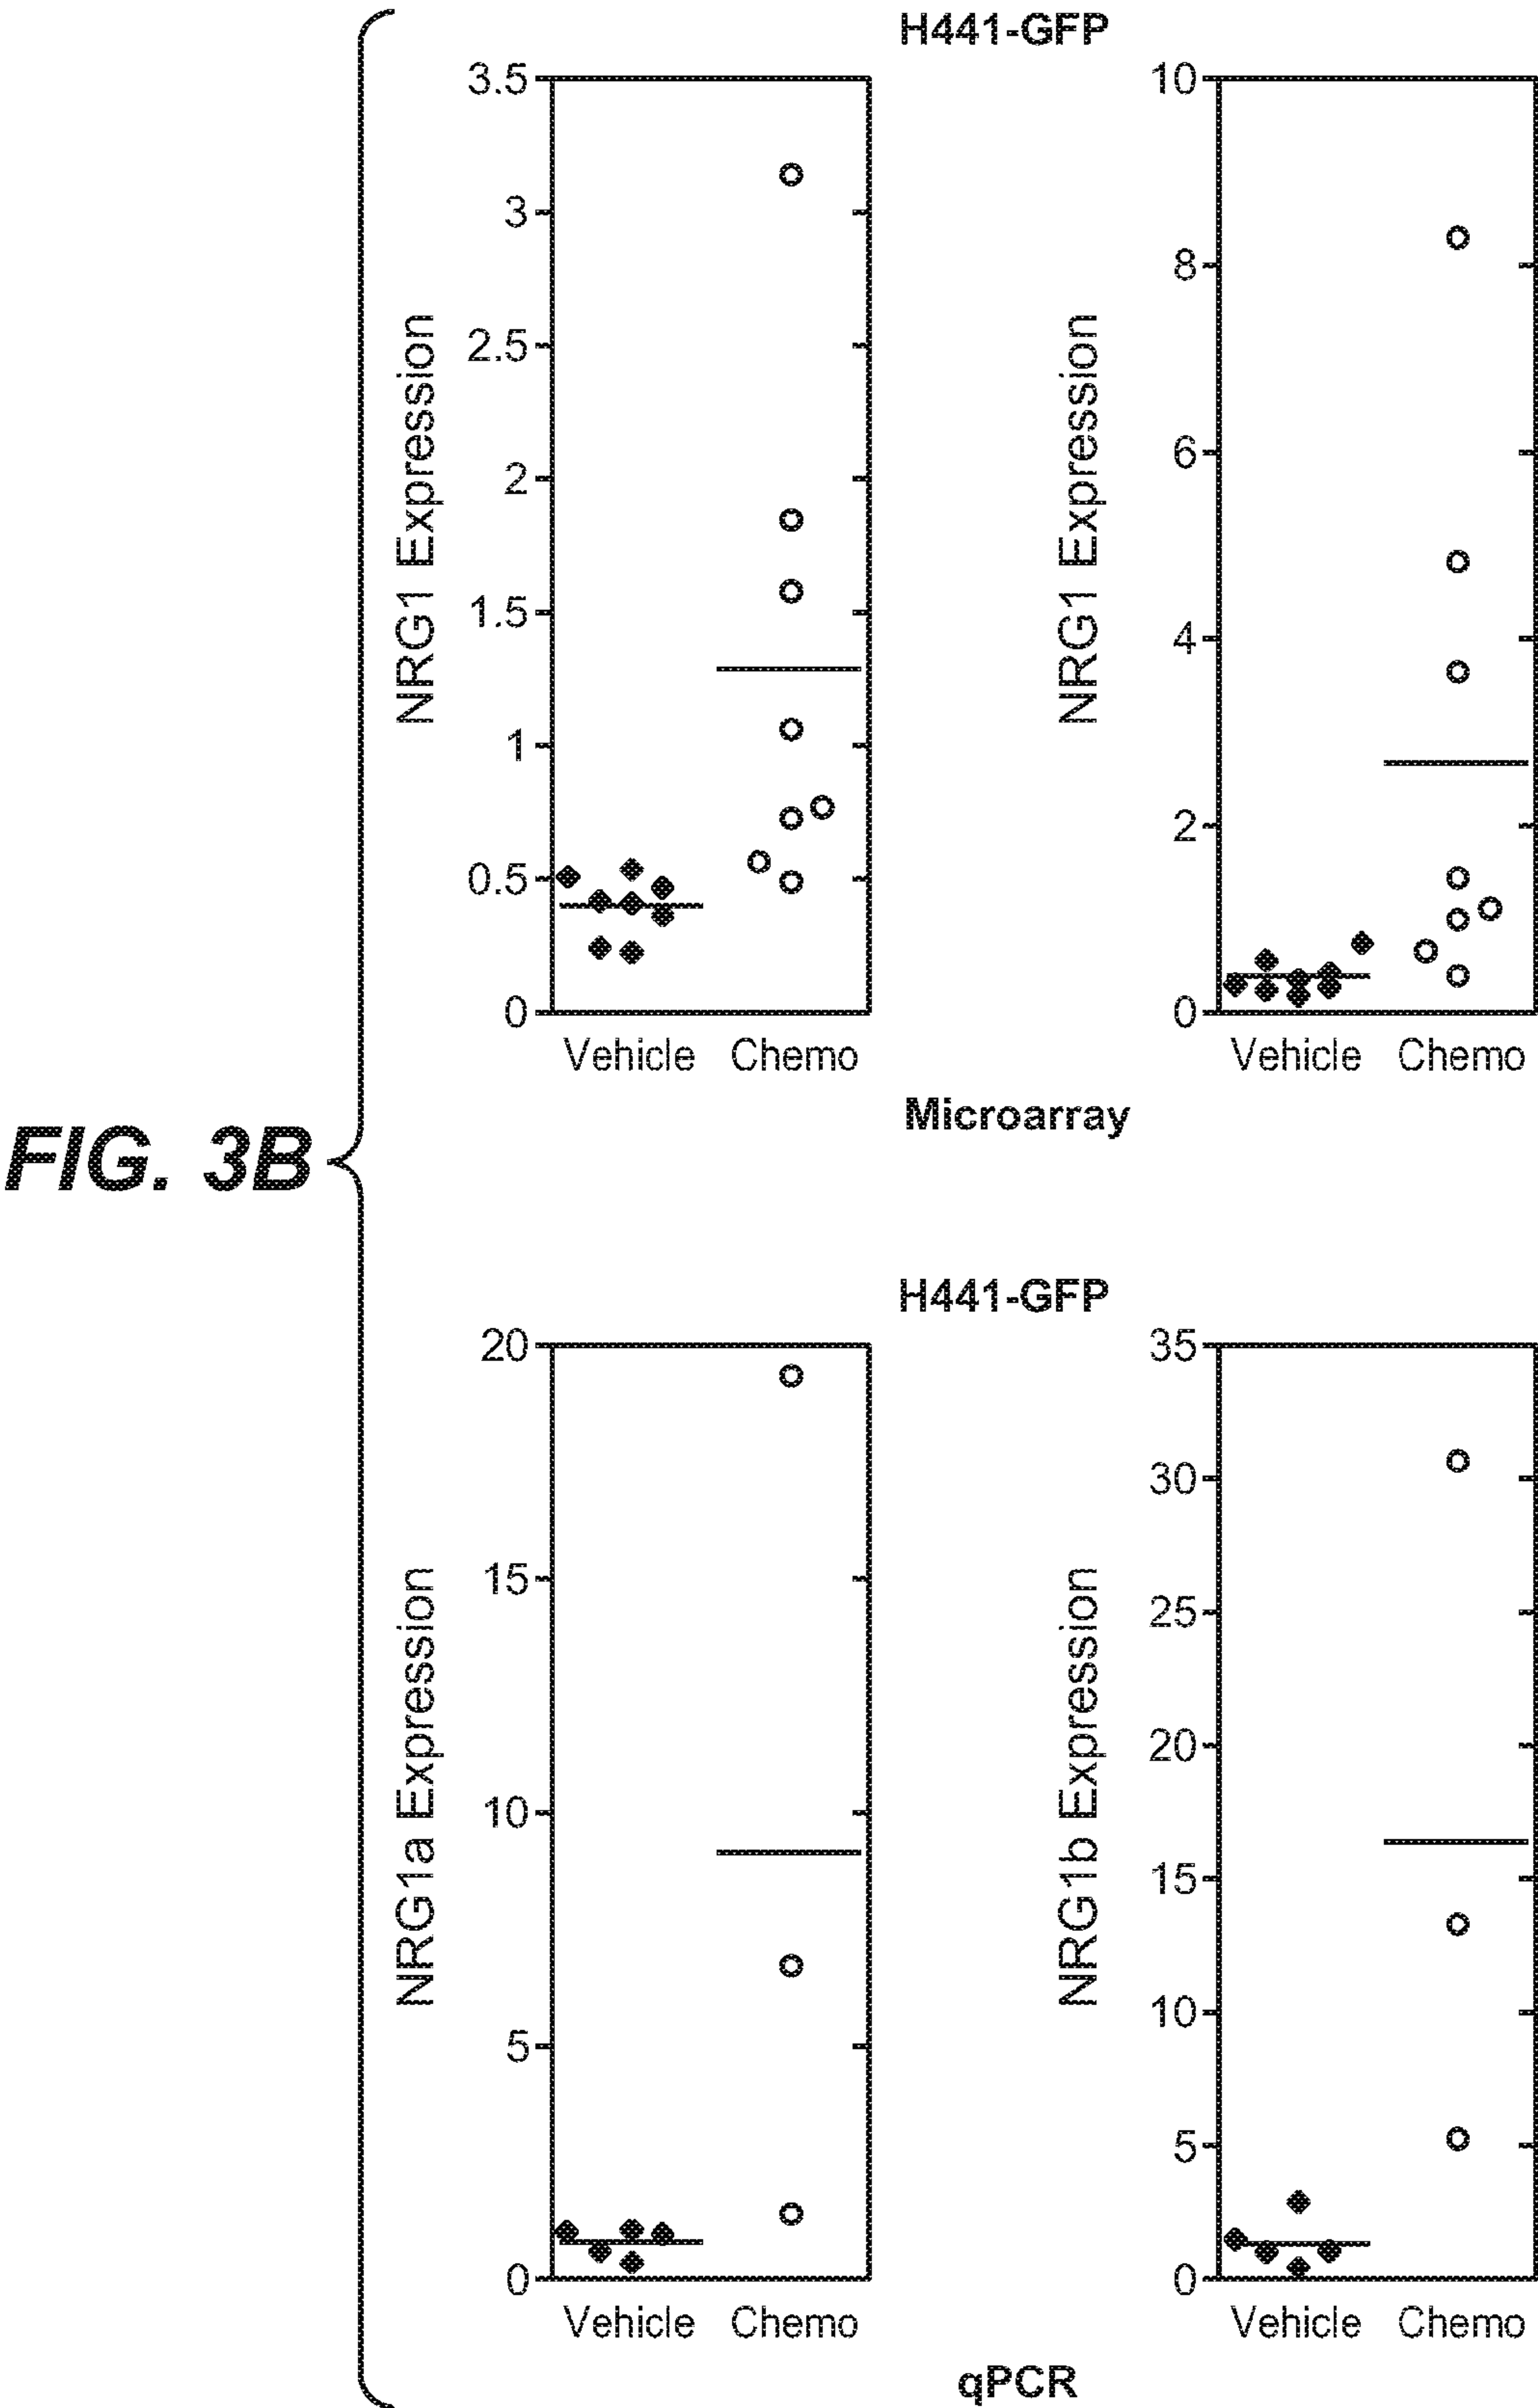 FIG. 3B
H441-GFP
NRG1 Expression
3.5
3
2.5
2
1.5
1
0.5
0
Vehicle Chemo
NRG1 Expression
10
8
6
4
2
0
Vehicle Chemo
Microarray
H441-GFP
NRG1a Expression
20
15
10
5
0
Vehicle Chemo
NRG1b Expression
35
30
25
20
15
10
5
0
Vehicle Chemo
qPCR